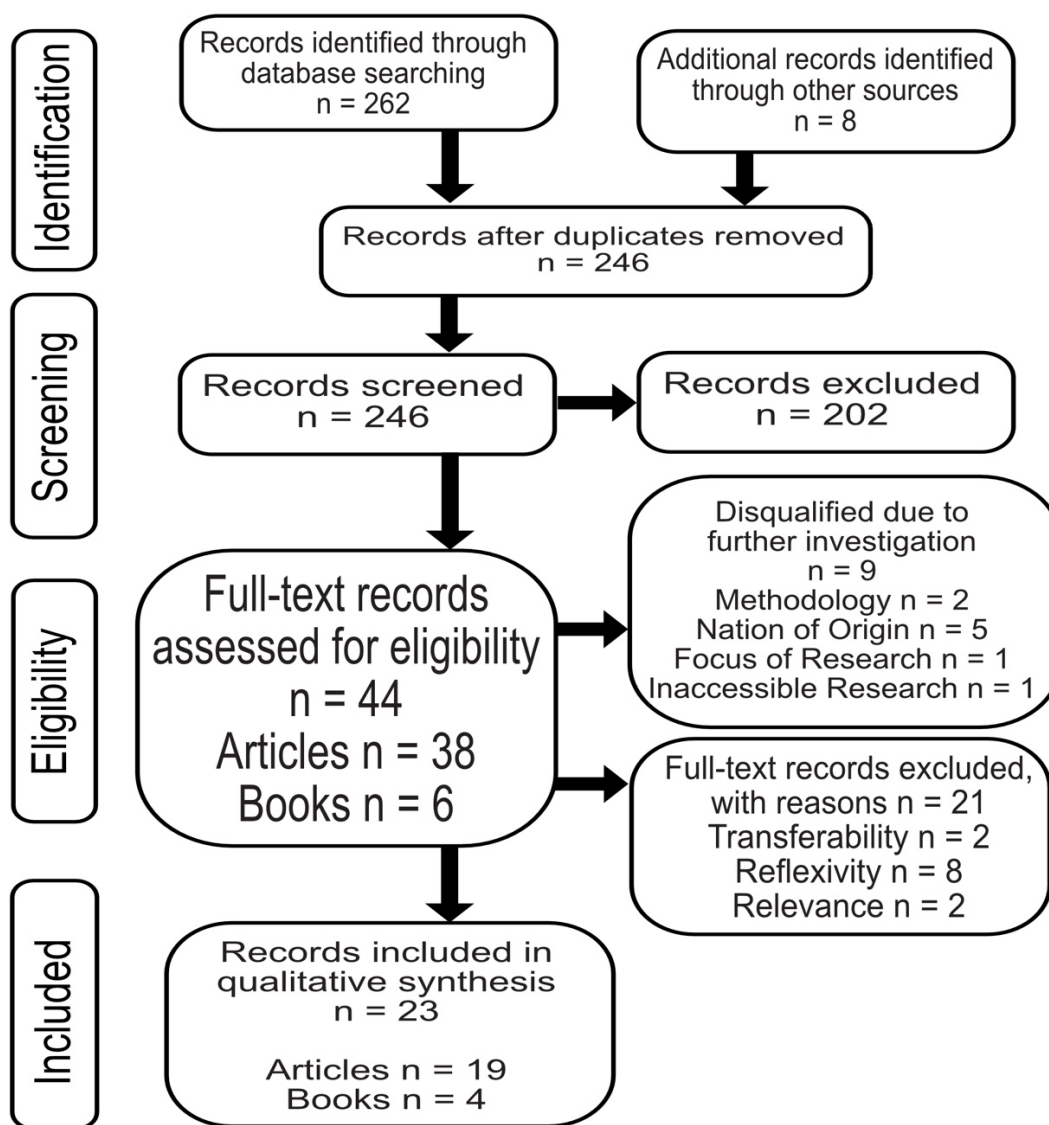 Identification
Records identified through
database searching
n = 262
Additional records identified
through other sources
n = 8
Records after duplicates removed
n = 246
Screening
Records screened
n = 246
Records excluded
n = 202
Eligibility
Full-text records
assessed for eligibility
n = 44
Articles n = 38
Books n = 6
Disqualified due to
further investigation
n = 9
Methodology n = 2
Nation of Origin n = 5
Focus of Research n = 1
Inaccessible Research n = 1
Full-text records excluded,
with reasons n = 21
Transferability n = 2
Reflexivity n = 8
Relevance n = 2
Included
Records included in
qualitative synthesis
n = 23
Articles n = 19
Books n = 4